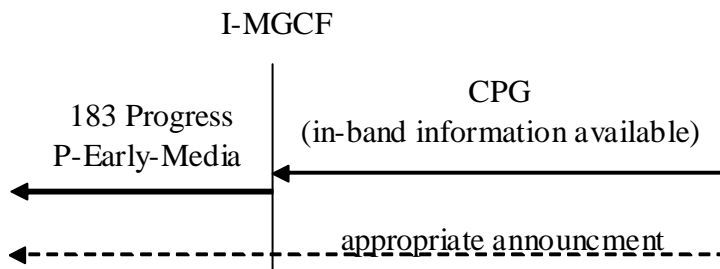 I-MGCF
183 Progress
P-Early-Media
CPG
(in-band information available)
appropriate announcment